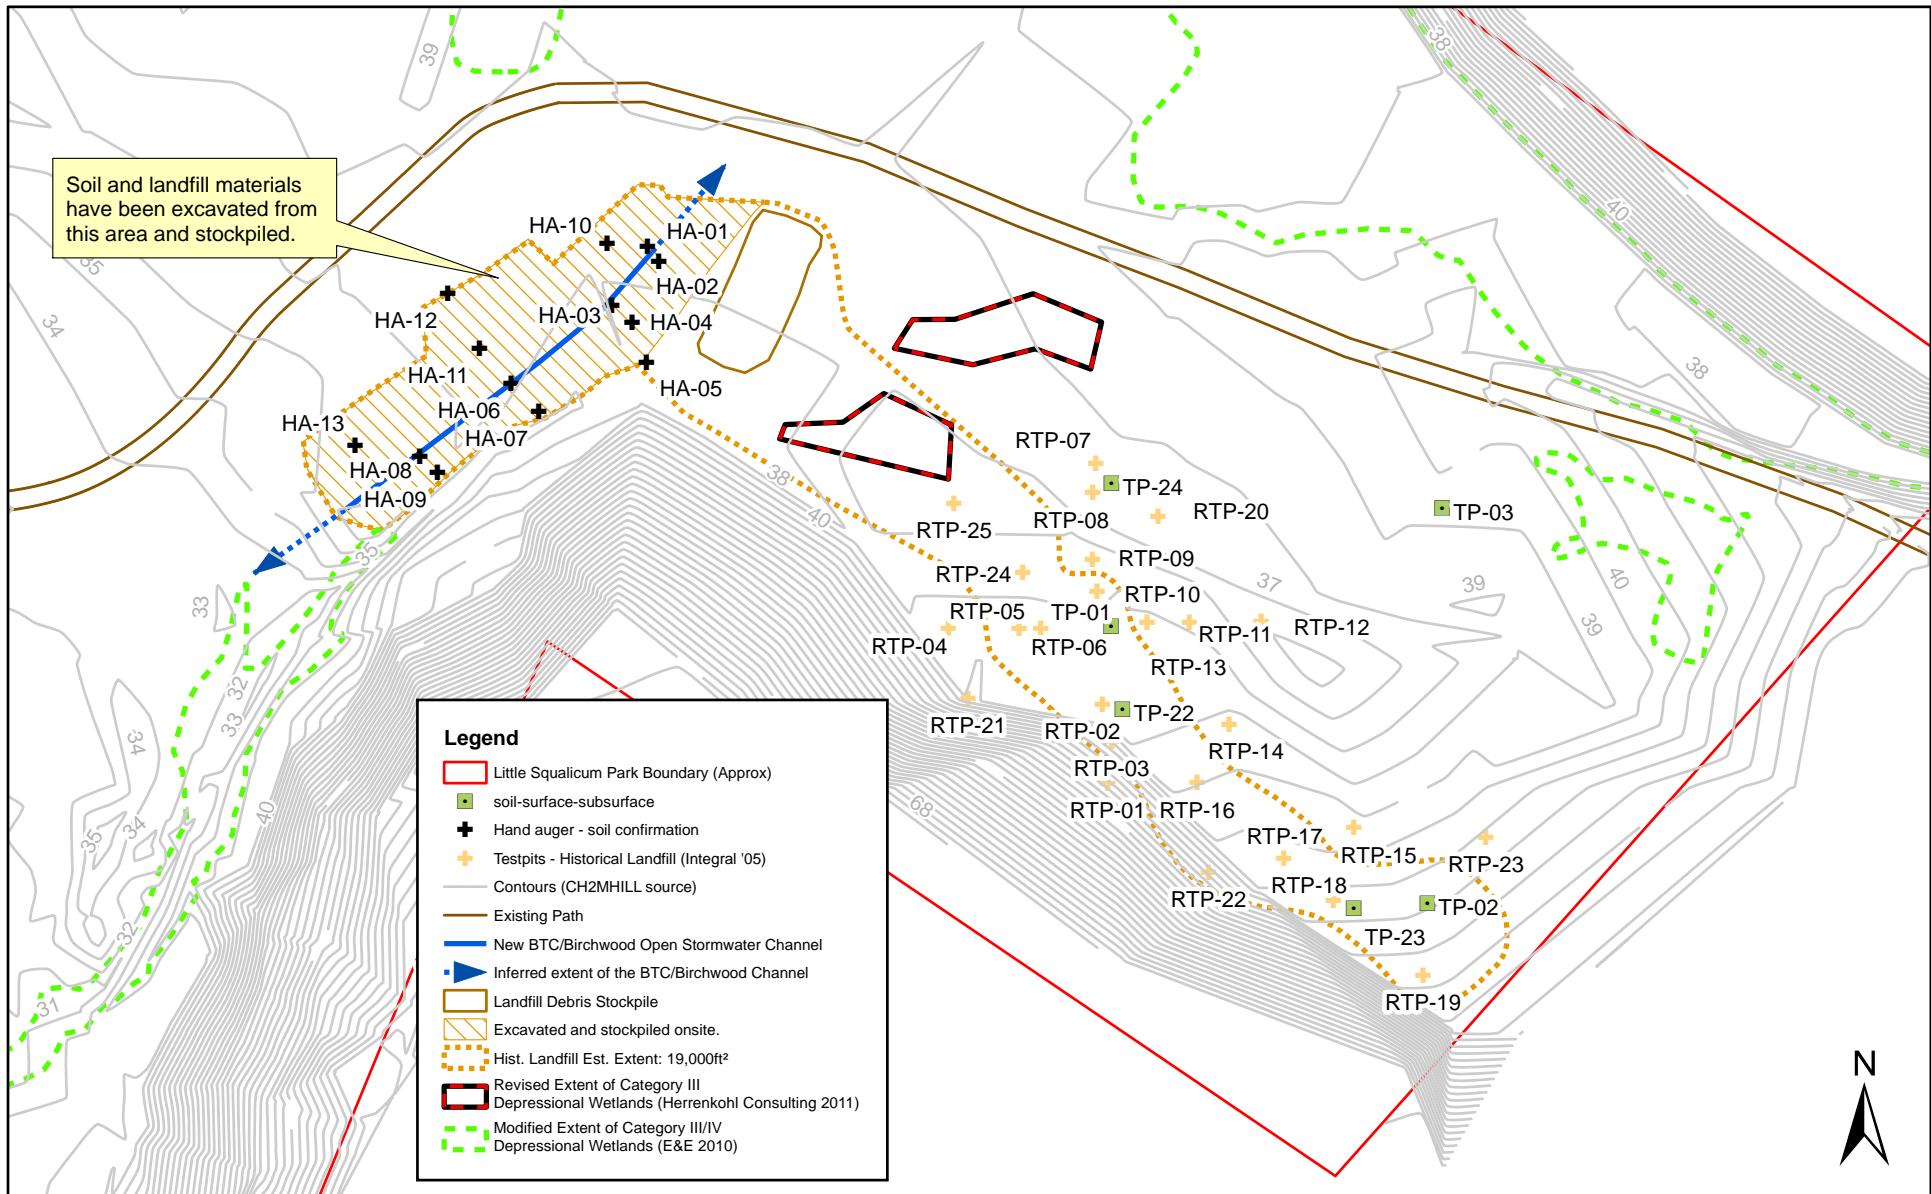 39
38
40
Soil and landfill materials
have been excavated from
this area and stockpiled.
35
34
HA-10
HA-01
HA-02
HA-03
HA-04
HA-12
HA-11
HA-05
HA-06
HA-13
HA-07
HA-08
HA-09
38
38
40
35
33
32
33
34
35
34
32
31
40
68
RTP-07
TP-24
RTP-20
TP-03
RTP-25
RTP-08
RTP-09
RTP-24
RTP-10
37
39
40
39
RTP-05
TP-01
RTP-04
RTP-06
RTP-11
RTP-12
RTP-13
RTP-21
RTP-02
TP-22
RTP-14
RTP-03
RTP-01
RTP-16
RTP-17
RTP-15
RTP-23
RTP-18
RTP-22
TP-02
TP-23
RTP-19
Legend
Little Squalicum Park Boundary (Approx)
soil-surface-subsurface
Hand auger - soil confirmation
Testpits - Historical Landfill (Integral '05)
Contours (CH2MHILL source)
Existing Path
New BTC/Birchwood Open Stormwater Channel
Inferred extent of the BTC/Birchwood Channel
Landfill Debris Stockpile
Excavated and stockpiled onsite.
Hist. Landfill Est. Extent: 19,000ft²
Revised Extent of Category III
Depressional Wetlands (Herrenkohl Consulting 2011)
Modified Extent of Category III/IV
Depressional Wetlands (E&E 2010)
N